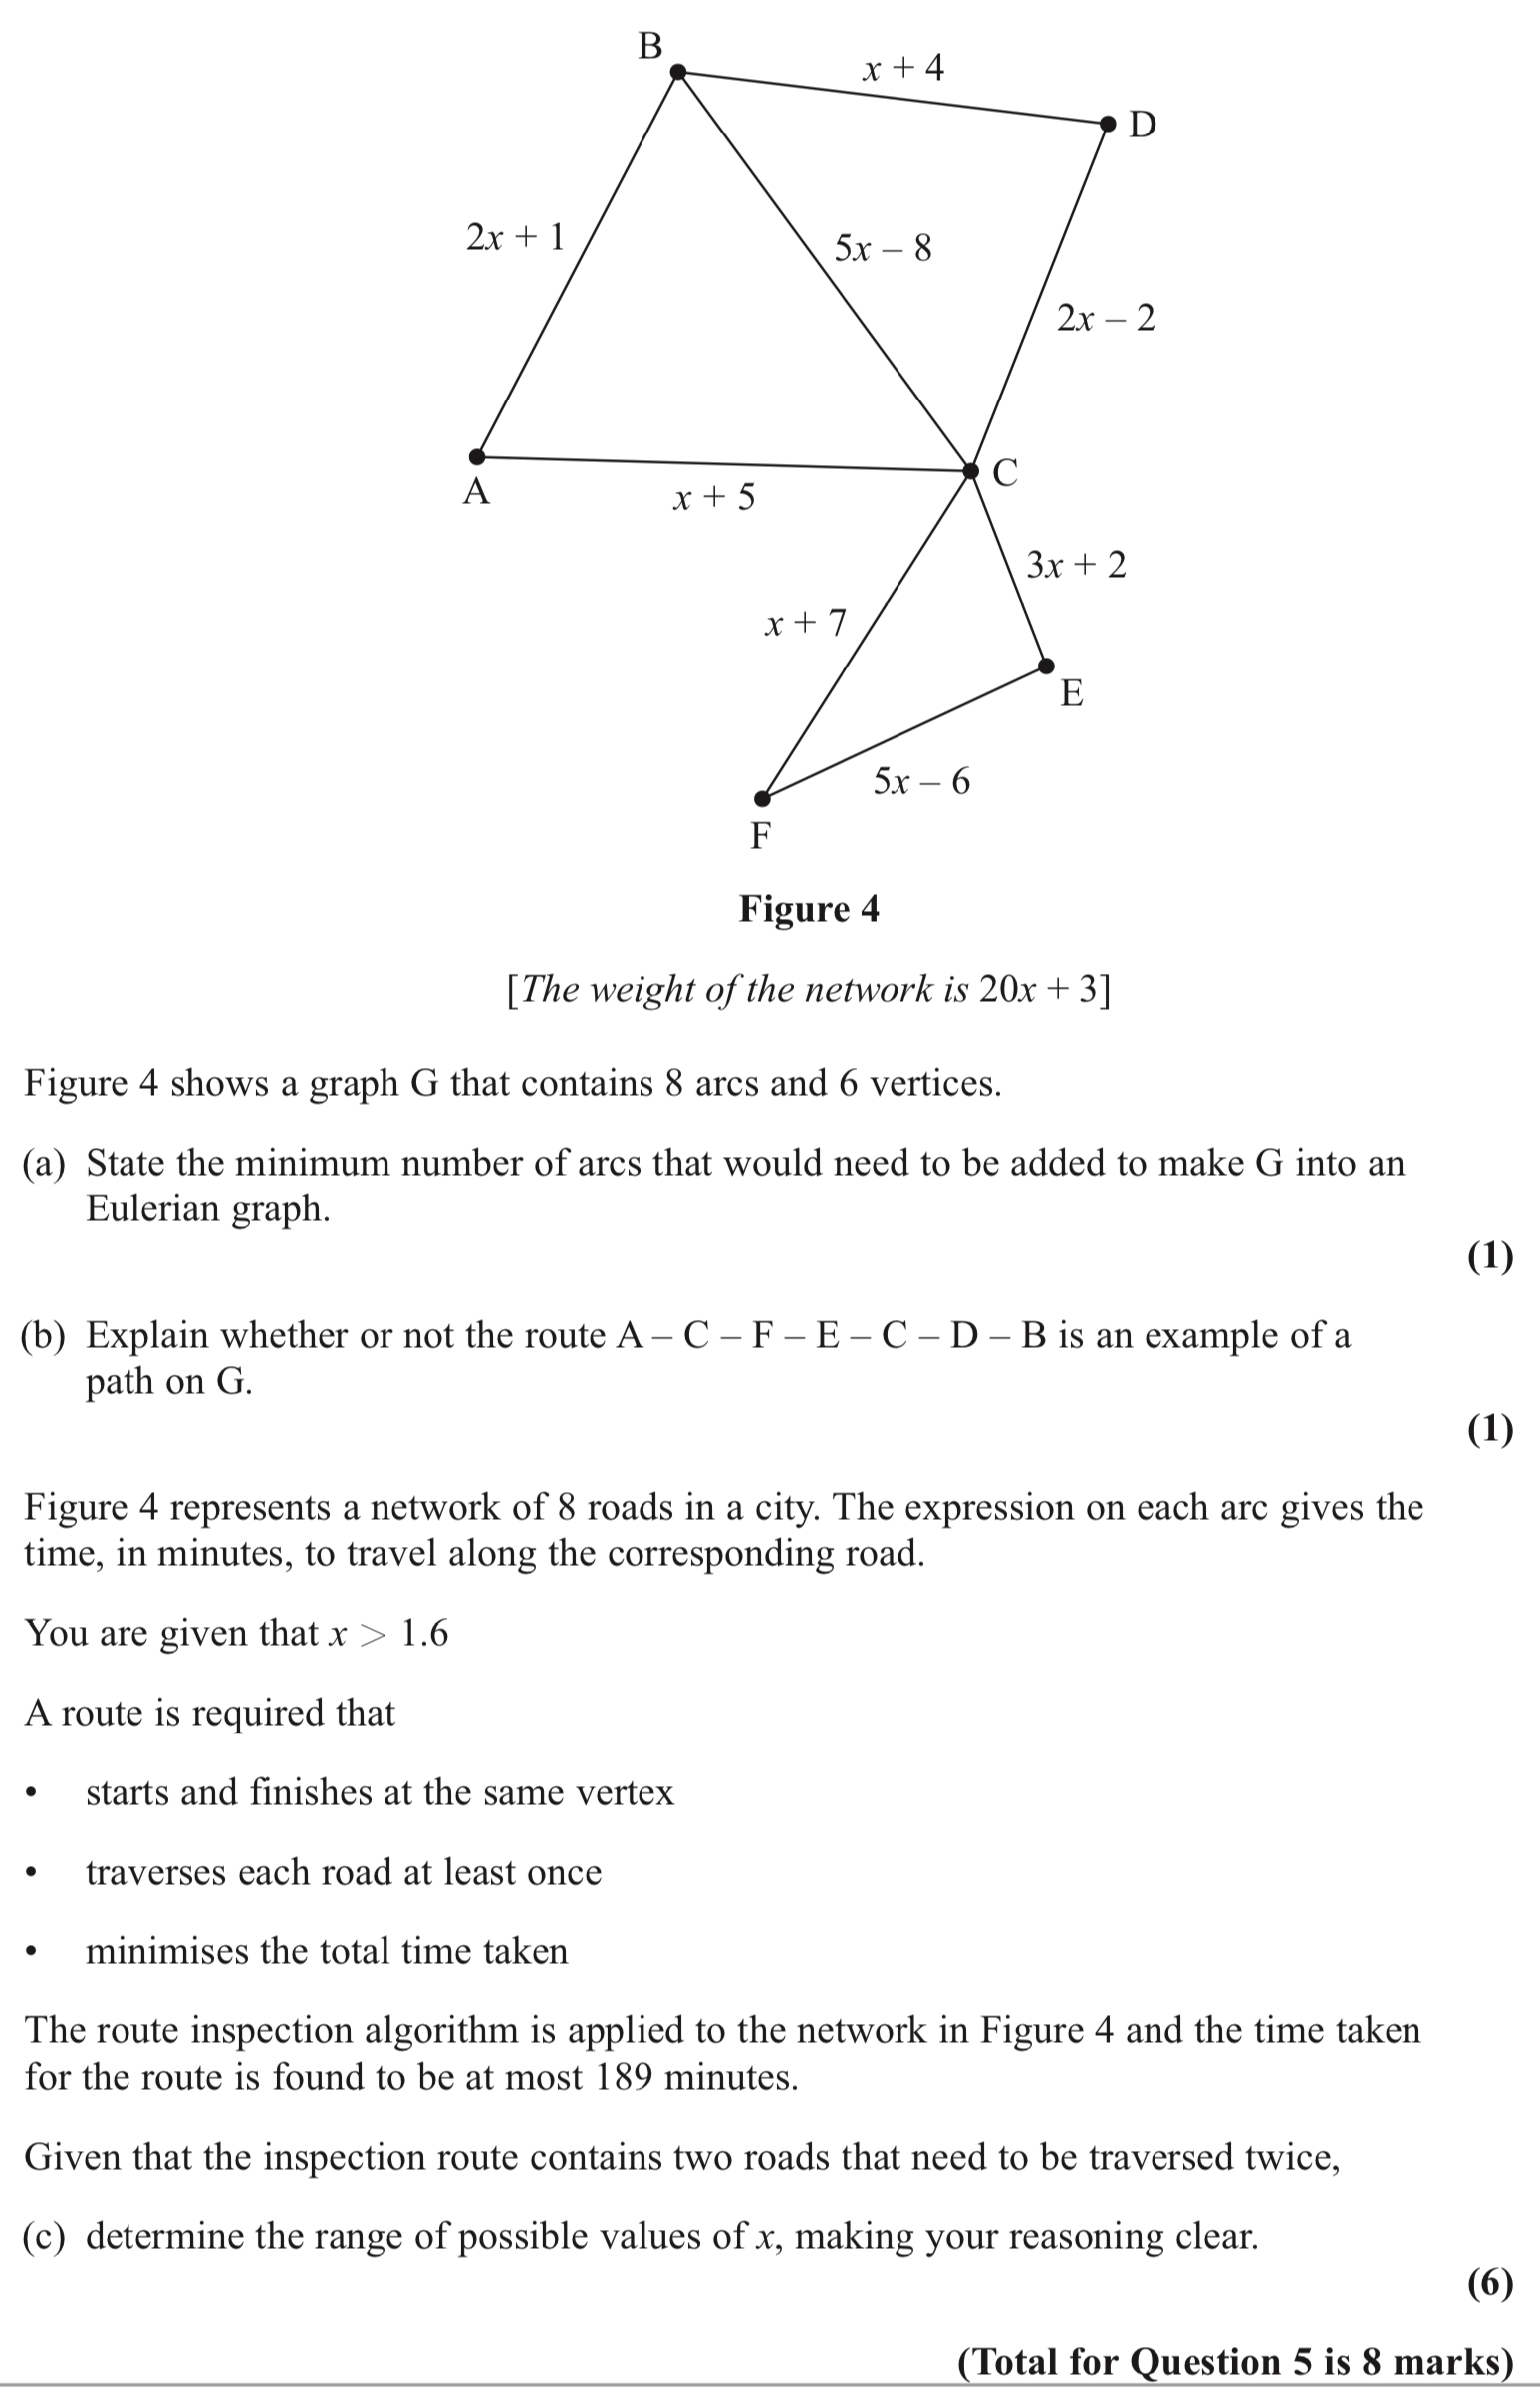 B
x + 4
D
2x + 1
5x – 8
2x – 2
C
A
x + 5
3x + 2
x + 7
E
5x – 6
F
Figure 4
[The weight of the network is 20x + 3]
Figure 4 shows a graph G that contains 8 arcs and 6 vertices.
(a) State the minimum number of arcs that would need to be added to make G into an
Eulerian graph.
(1)
(b) Explain whether or not the route A – C – F – E – C – D – B is an example of a
path on G.
(1)
Figure 4 represents a network of 8 roads in a city. The expression on each arc gives the
time, in minutes, to travel along the corresponding road.
You are given that x > 1.6
A route is required that
• starts and finishes at the same vertex
• traverses each road at least once
• minimises the total time taken
The route inspection algorithm is applied to the network in Figure 4 and the time taken
for the route is found to be at most 189 minutes.
Given that the inspection route contains two roads that need to be traversed twice,
(c) determine the range of possible values of x, making your reasoning clear.
(6)
(Total for Question 5 is 8 marks)